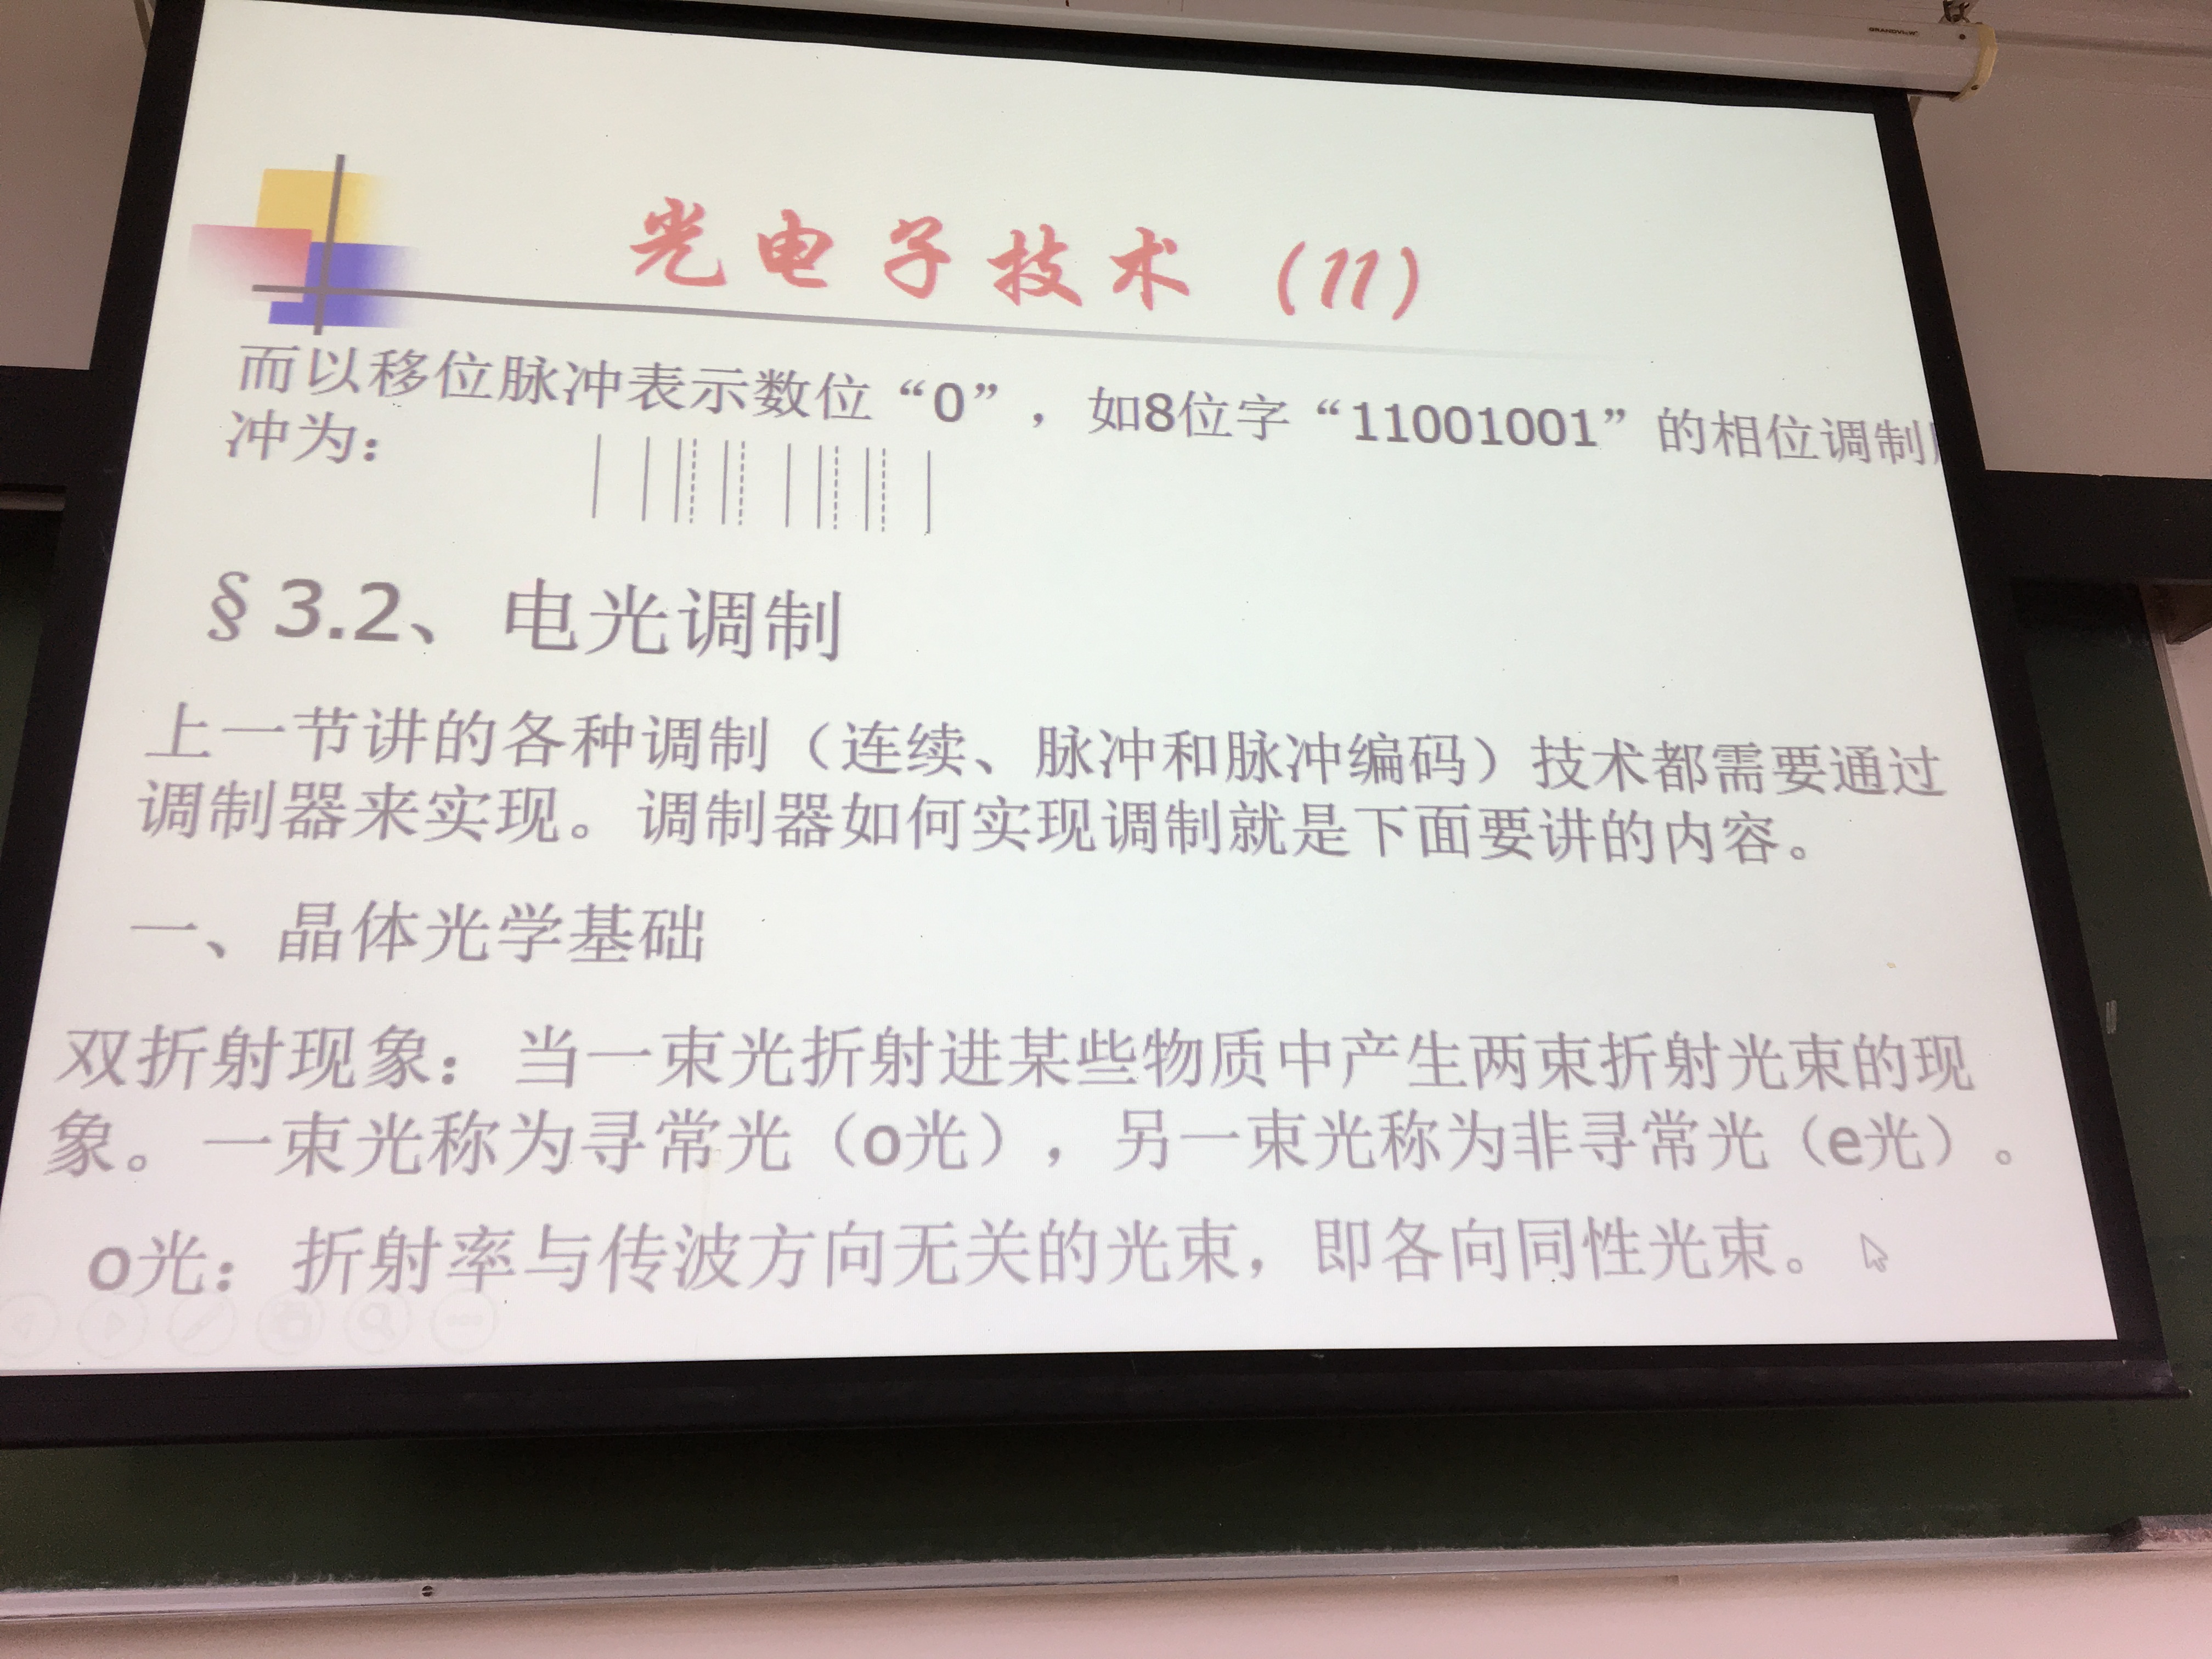 GRANDVIEW
光电子技术（11）
而以移位脉冲表示数位“0”，如8位字“11001001”的相位调制
冲为：
§3.2、电光调制
上一节讲的各种调制（连续、脉冲和脉冲编码）技术都需要通过
调制器来实现。调制器如何实现调制就是下面要讲的内容。
一、晶体光学基础
双折射现象：当一束光折射进某些物质中产生两束折射光束的现
象。一束光称为寻常光（o光），另一束光称为非寻常光（e光）。
o光：折射率与传波方向无关的光束，即各向同性光束。